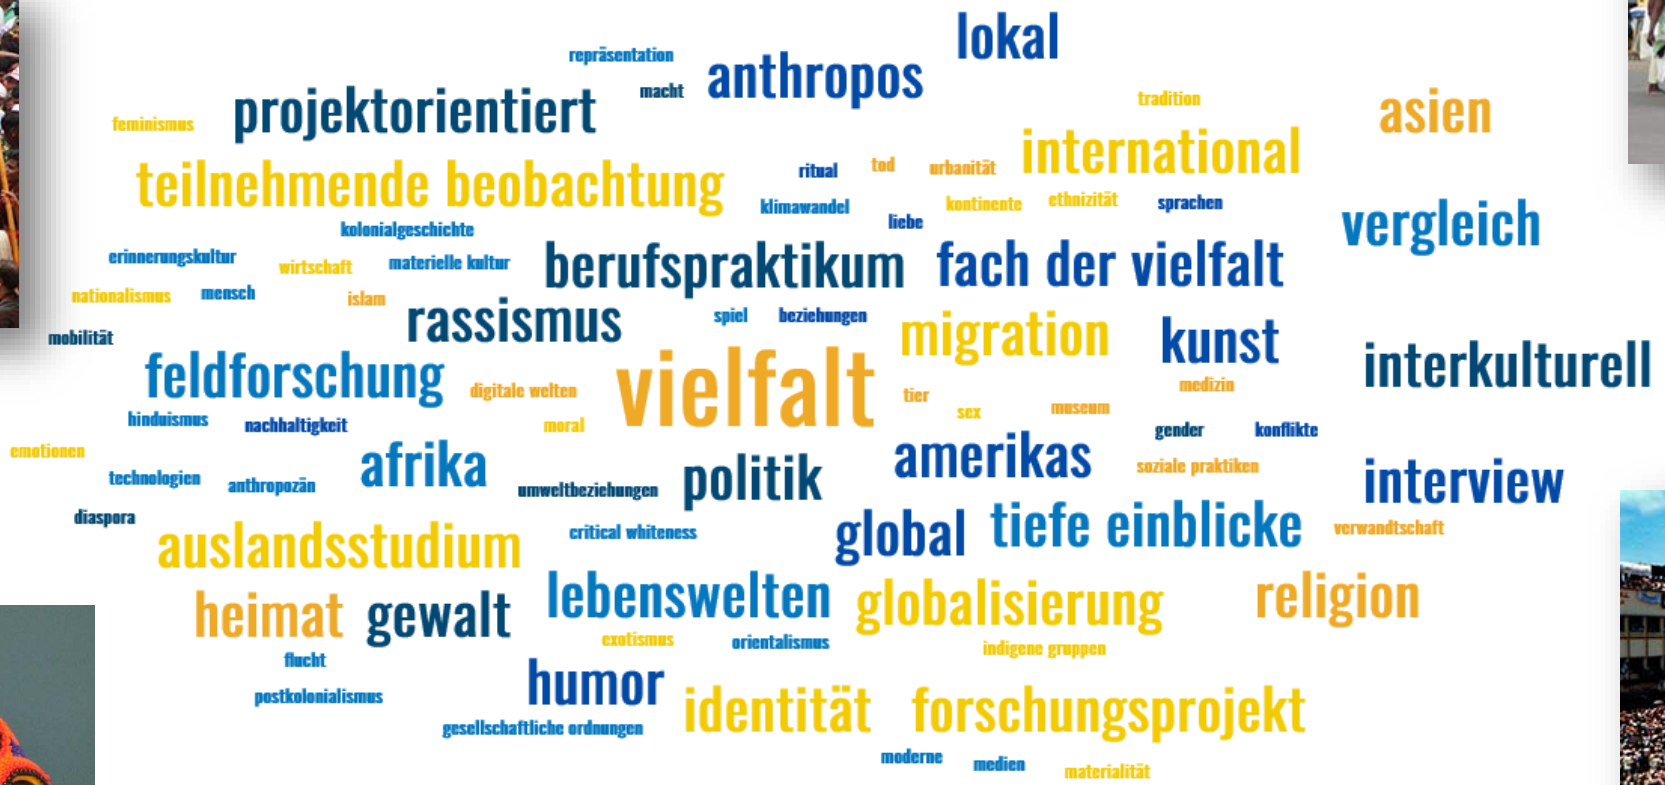 lokal
repräsentation
anthropos
macht
projektorientiert
tradition
asien
feminismus
international
teilnehmende beobachtung
ritual
tod
urbanität
klimawandel
kontinente
ethnizität
sprachen
liebe
vergleich
kolonialgeschichte
erinnerungskultur
wirtschaft
materielle kultur
berufspraktikum
fach der vielfalt
nationalismus
mensch
islam
rassismus
spiel
beziehungen
migration
kunst
mobilität
interkulturell
feldforschung
digitale welten
vielfalt
tier
medizin
sex
museum
hinduismus
nachhaltigkeit
moral
gender
konflikte
emotionen
afrika
amerikas
technologien
anthropozän
umweltbeziehungen
politik
soziale praktiken
interview
diaspora
auslandsstudium
critical whiteness
global
tiefe einblicke
verwandtschaft
heimat
gewalt
lebenswelten
globalisierung
religion
exotismus
orientalismus
indigene gruppen
flucht
humor
postkolonialismus
identität
forschungsprojekt
gesellschaftliche ordnungen
moderne
medien
materialität